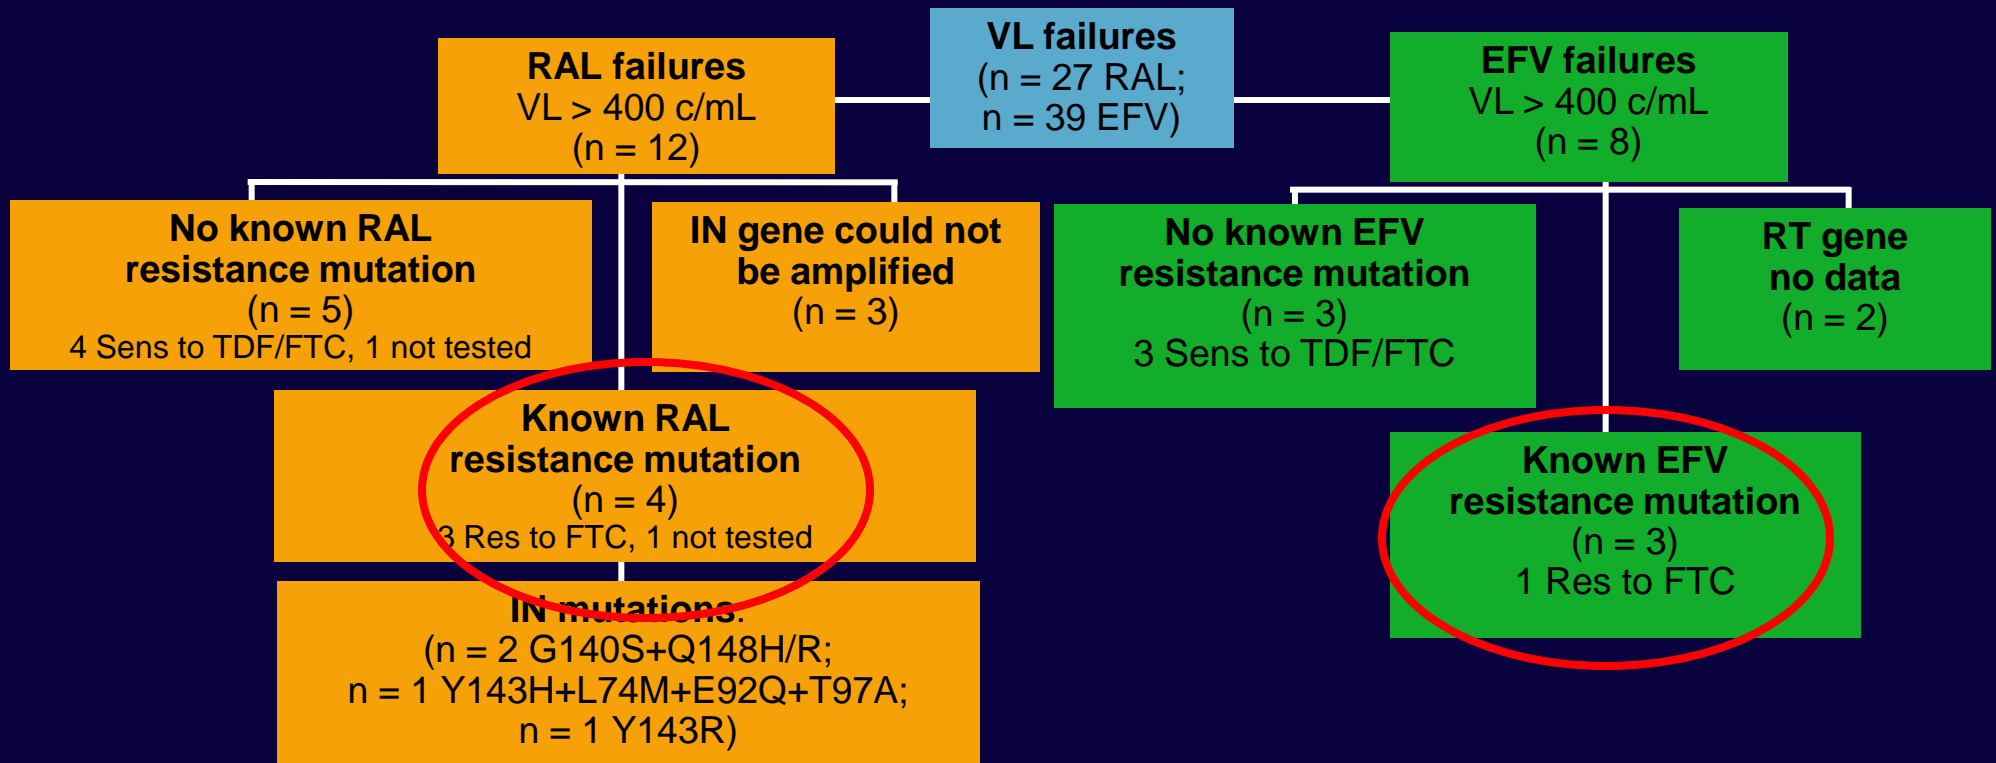 VL failures
(n = 27 RAL;
n = 39 EFV)
RAL failures
VL > 400 c/mL
(n = 12)
EFV failures
VL > 400 c/mL
(n = 8)
No known RAL
resistance mutation
(n = 5)
4 Sens to TDF/FTC, 1 not tested
IN gene could not
be amplified
(n = 3)
No known EFV
resistance mutation
(n = 3)
3 Sens to TDF/FTC
RT gene
no data
(n = 2)
Known RAL
resistance mutation
(n = 4)
3 Res to FTC, 1 not tested
Known EFV
resistance mutation
(n = 3)
1 Res to FTC
IN mutations:
(n = 2 G140S+Q148H/R;
n = 1 Y143H+L74M+E92Q+T97A;
n = 1 Y143R)